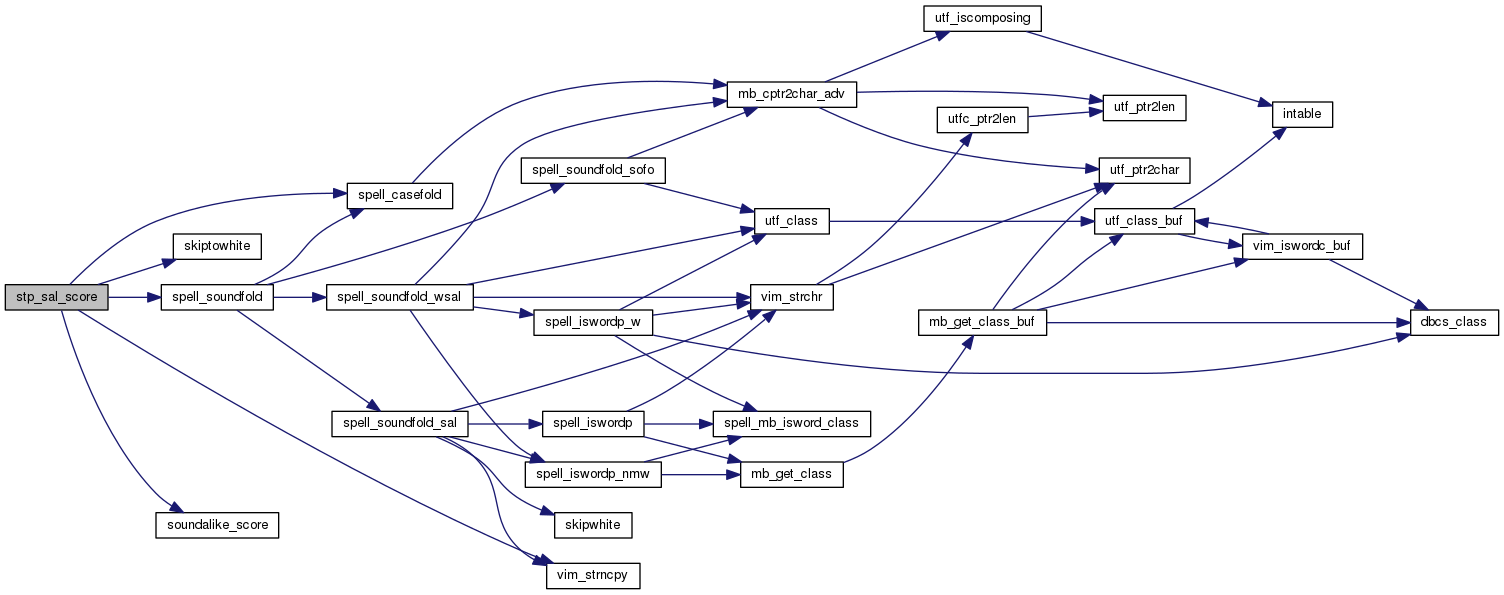 utf_iscomposing
mb_cptr2char_adv
utf_ptr2len
utfc_ptr2len
intable
spell_soundfold_sofo
utf_ptr2char
spell_casefold
utf_class
utf_class_buf
skiptowhite
vim_iswordc_buf
stp_sal_score
spell_soundfold
spell_soundfold_wsal
vim_strchr
spell_iswordp_w
mb_get_class_buf
dbcs_class
spell_soundfold_sal
spell_iswordp
spell_mb_isword_class
spell_iswordp_nmw
mb_get_class
soundalike_score
skipwhite
vim_strncpy